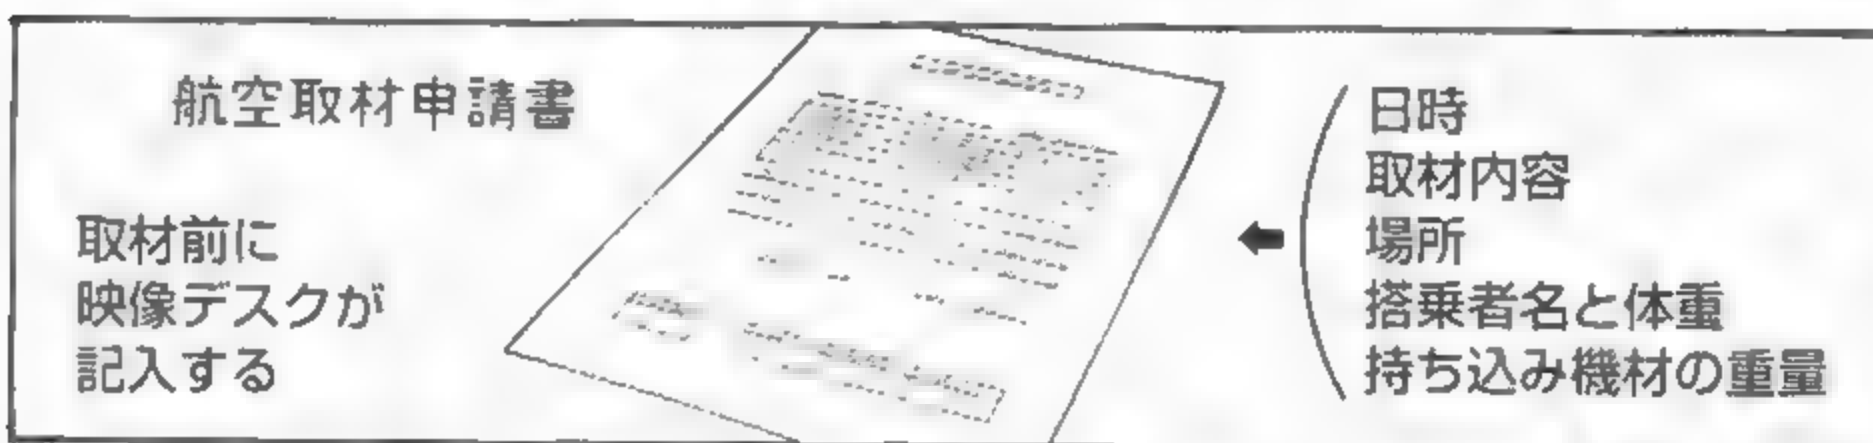 航空取材申請書
取材前に
映像デスクが
記入する
日時
取材内容
場所
搭乗者名と体重
持ち込み機材の重量